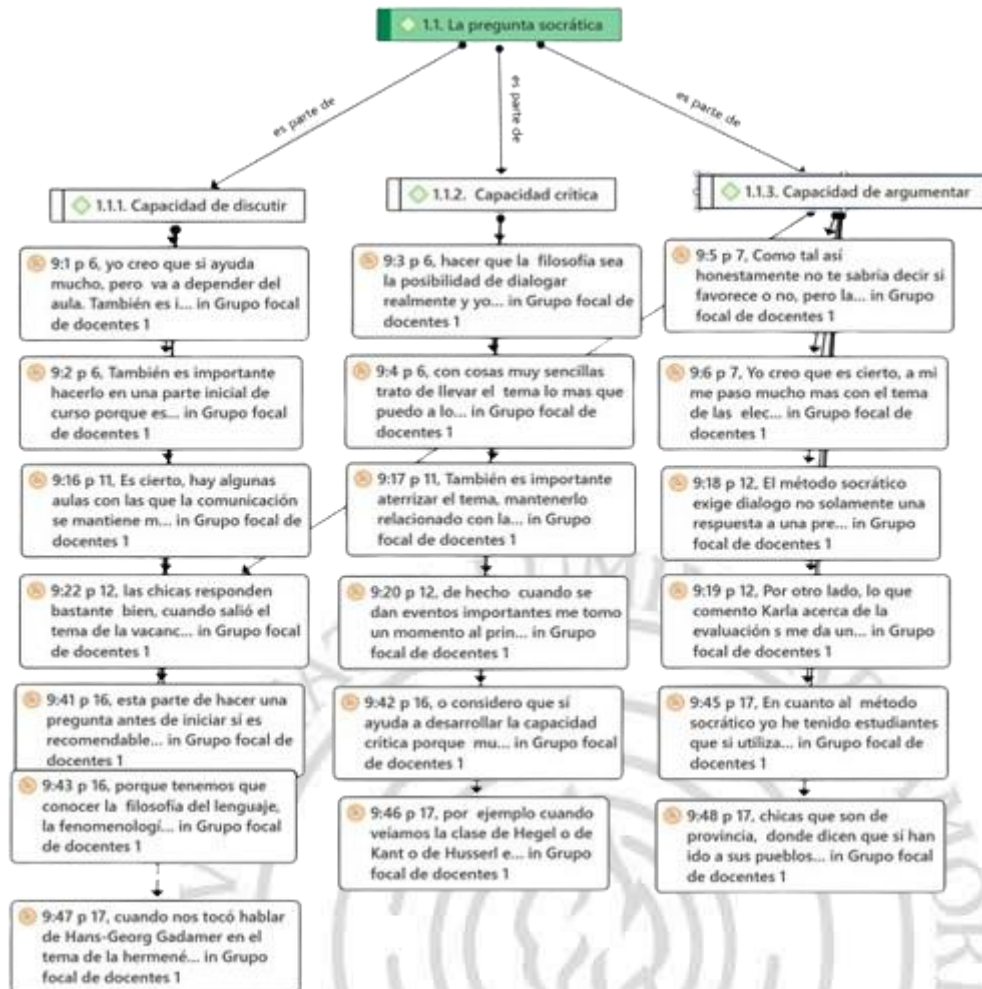 1.1. La pregunta socrática
es parte de
es parte de
es parte de
1.1.1. Capacidad de discutir
9:1 p 6, yo creo que si ayuda
mucho, pero va a depender del
aula. También es i... in Grupo focal
de docentes 1
9:2 p 6, También es importante
hacerlo en una parte inicial de
curso porque es... in Grupo focal
de docentes 1
9:16 p 11, Es cierto, hay algunas
aulas con las que la comunicación
se mantiene m... in Grupo focal de
docentes 1
9:22 p 12, las chicas responden
bastante bien, cuando salió el
tema de la vacanc... in Grupo focal
de docentes 1
9:41 p 16, esta parte de hacer una
pregunta antes de iniciar sí es
recomendable... in Grupo focal de
docentes 1
9:43 p 16, porque tenemos que
conocer la filosofía del lenguaje,
la fenomenologí... in Grupo focal
de docentes 1
9:47 p 17, cuando nos tocó hablar
de Hans-Georg Gadamer en el
tema de la hermené... in Grupo
focal de docentes 1
1.1.2. Capacidad crítica
9:3 p 6, hacer que la filosofía sea
la posibilidad de dialogar
realmente y yo... in Grupo focal de
docentes 1
9:4 p 6, con cosas muy sencillas
trato de llevar el tema lo mas que
puedo a lo... in Grupo focal de
docentes 1
9:17 p 11, También es importante
aterrizar el tema, mantenerlo
relacionado con la... in Grupo
focal de docentes 1
9:20 p 12, de hecho cuando se
dan eventos importantes me tomo
un momento al prin... in Grupo
focal de docentes 1
9:42 p 16, o considero que sí
ayuda a desarrollar la capacidad
crítica porque mu... in Grupo focal
de docentes 1
9:46 p 17, por ejemplo cuando
veíamos la clase de Hegel o de
Kant o de Husserl e... in Grupo
focal de docentes 1
1.1.3. Capacidad de argumentar
9:5 p 7, Como tal así
honestamente no te sabria decir si
favorece o no, pero la... in Grupo
focal de docentes 1
9:6 p 7, Yo creo que es cierto, a mi
me paso mucho mas con el tema
de las elec... in Grupo focal de
docentes 1
9:18 p 12, El método socrático
exige dialogo no solamente una
respuesta a una pre... in Grupo
focal de docentes 1
9:19 p 12, Por otro lado, lo que
comento Karla acerca de la
evaluación s me da un... in Grupo
focal de docentes 1
9:45 p 17, En cuanto al método
socrático yo he tenido estudiantes
que si utiliza... in Grupo focal de
docentes 1
9:48 p 17, chicas que son de
provincia, donde dicen que sí han
ido a sus pueblos... in Grupo focal
de docentes 1